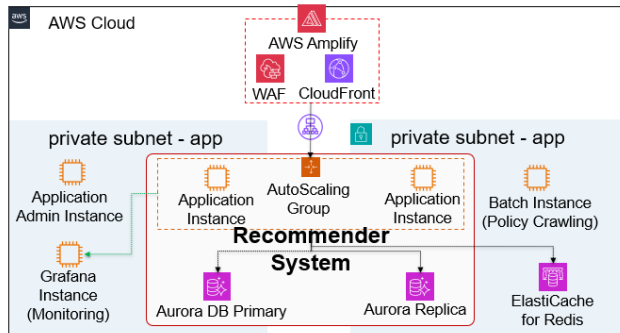 aws
AWS Cloud
AWS Amplify
WAF
CloudFront
private subnet - app
private subnet - app
Application
Admin Instance
Application
Instance
AutoScaling
Group
Application
Instance
Batch Instance
(Policy Crawling)
Grafana
Instance
(Monitoring)
Recommender
System
Aurora DB Primary
Aurora Replica
ElastiCache
for Redis